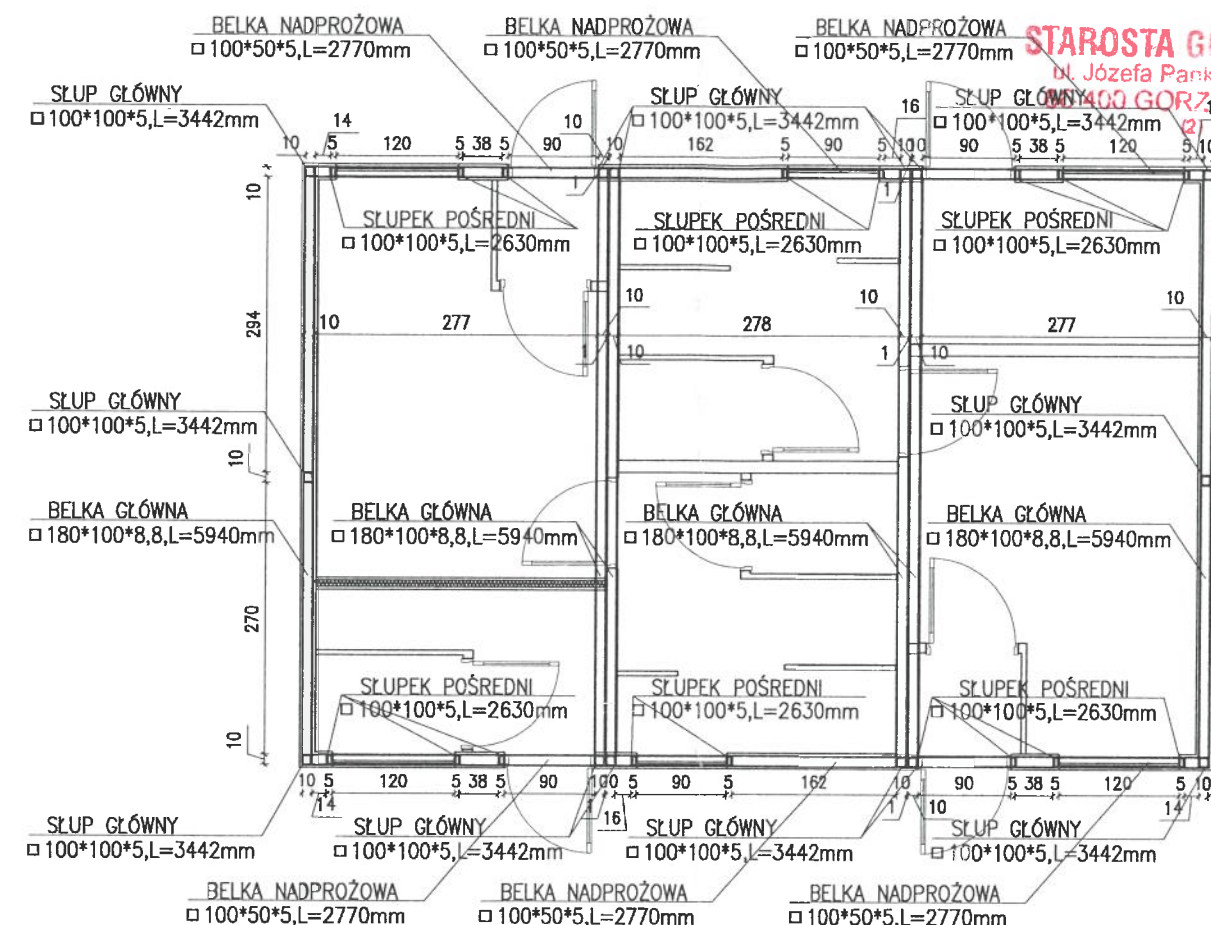 BELKA NADPROŻOWA
□ 100*50*5,L=2770mm
BELKA NADPROŻOWA
□ 100*50*5,L=2770mm
BELKA NADPROŻOWA
□ 100*50*5,L=2770mm
STAROSTA
ul. Józefa
400
SŁUP GŁÓWNY
□ 100*100*5,L=3442mm
SŁUP GŁÓWNY
□ 100*100*5,L=3442mm
SŁUP GŁÓWNY
□ 100*100*5,L=3442mm
14
10
16
10 5 120 5 38 5 90 10 162 5 90 5 10 10 90 5 38 5 120 5 10
10
1
1
SŁUPEK POŚREDNI
□ 100*100*5,L=2630mm
SŁUPEK POŚREDNI
□ 100*100*5,L=2630mm
SŁUPEK POŚREDNI
□ 100*100*5,L=2630mm
10
10
10
294
10 277 278 277
1
10
1
10
SŁUP GŁÓWNY
□ 100*100*5,L=3442mm
SŁUP GŁÓWNY
□ 100*100*5,L=3442mm
10
BELKA GŁÓWNA
□ 180*100*8,8,L=5940mm
BELKA GŁÓWNA
□ 180*100*8,8,L=5940mm
BELKA GŁÓWNA
□ 180*100*8,8,L=5940mm
BELKA GŁÓWNA
□ 180*100*8,8,L=5940mm
270
SŁUPEK POŚREDNI
□ 100*100*5,L=2630mm
SŁUPEK POŚREDNI
□ 100*100*5,L=2630mm
SŁUPEK POŚREDNI
□ 100*100*5,L=2630mm
10
10 5 120 5 38 5 90 10 10 5 90 5 162 10 90 5 38 5 120 5 10
14
1
16
1
10
14
SŁUP GŁÓWNY
□ 100*100*5,L=3442mm
SŁUP GŁÓWNY
□ 100*100*5,L=3442mm
SŁUP GŁÓWNY
□ 100*100*5,L=3442mm
SŁUP GŁÓWNY
□ 100*100*5,L=3442mm
BELKA NADPROŻOWA
□ 100*50*5,L=2770mm
BELKA NADPROŻOWA
□ 100*50*5,L=2770mm
BELKA NADPROŻOWA
□ 100*50*5,L=2770mm